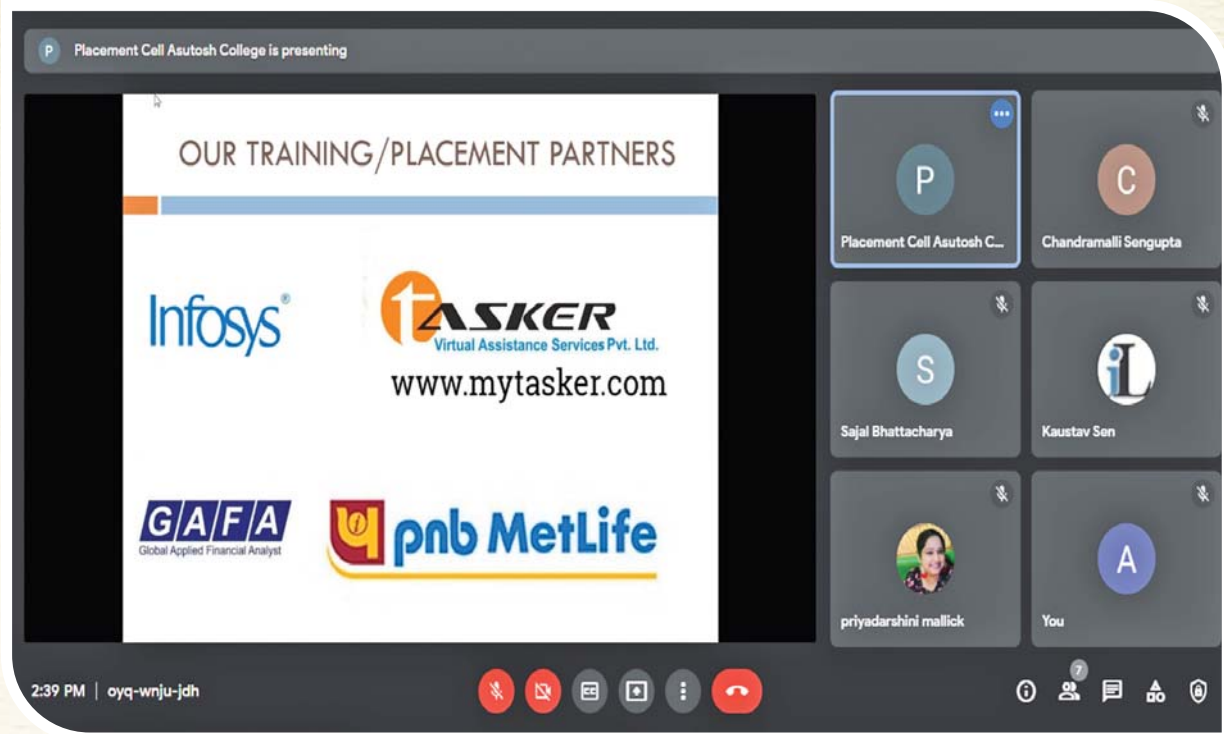 P Placement Cell Asutosh College is presenting
OUR TRAINING/PLACEMENT PARTNERS
Infosys®
tASKER
Virtual Assistance Services Pvt. Ltd.
www.mytasker.com
GAFA
Global Applied Financial Analyst
प pnb MetLife
P
Placement Cell Asutosh C...
C
Chandramalli Sengupta
S
Sajal Bhattacharya
iL
Kaustav Sen
priyadarshini mallick
A
You
2:39 PM | oyq-wnju-jdh
CC
7